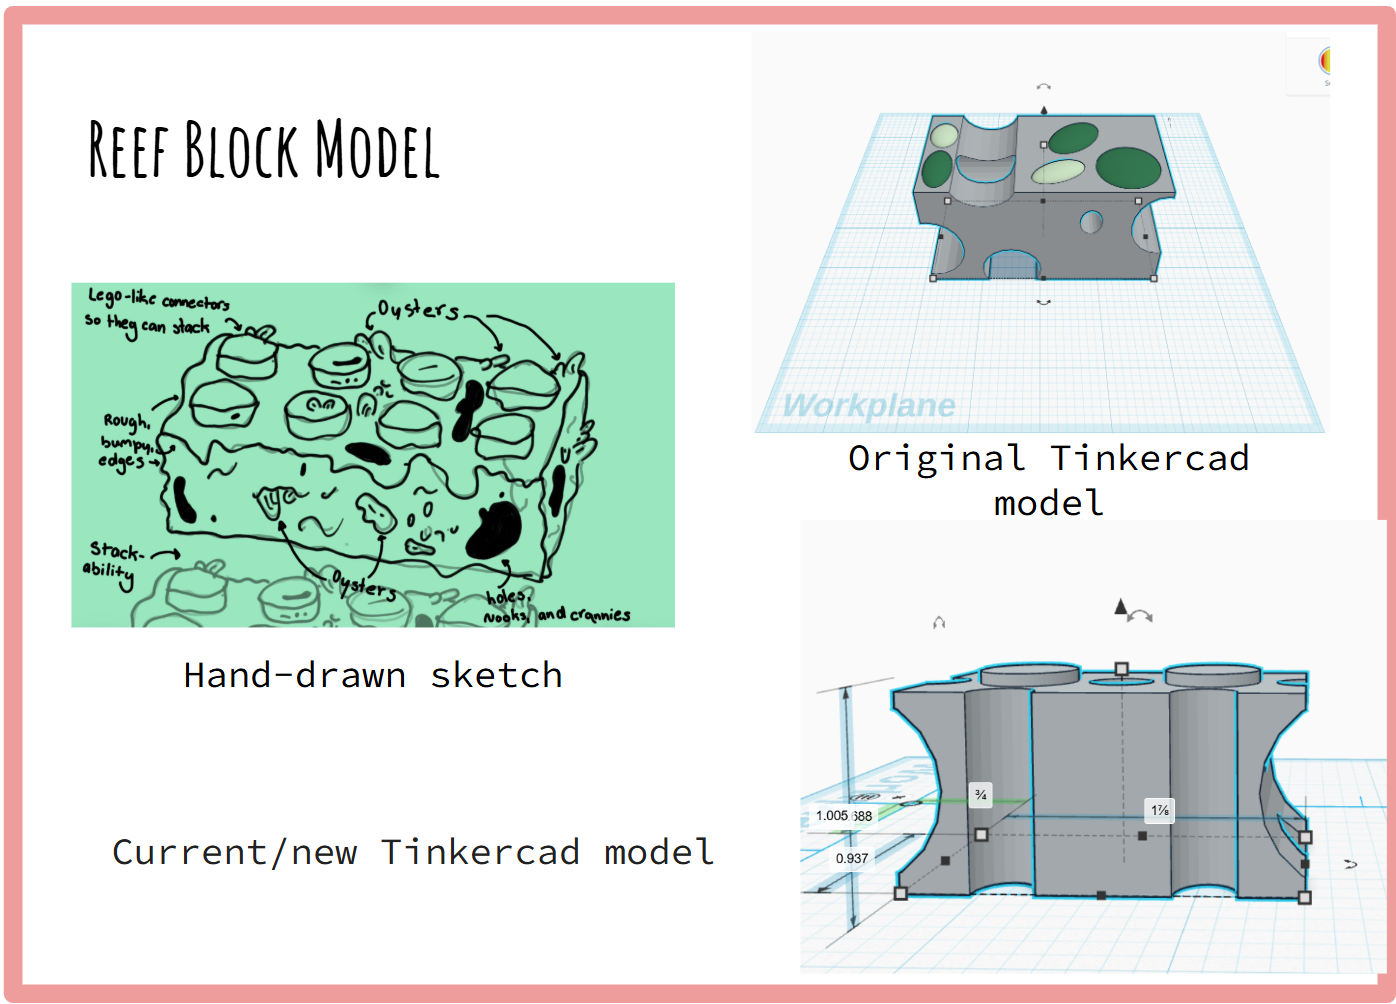 Reef Block Model
Lego-like connectors
so they can stack
Oysters
Rough,
bumpy,
edges
Stack-
ability
Oysters
holes,
Nooks, and crannies
Hand-drawn sketch
Workplane
Original Tinkercad
model
3/4
1 7/8
1.005
688
0.937
Current/new Tinkercad model